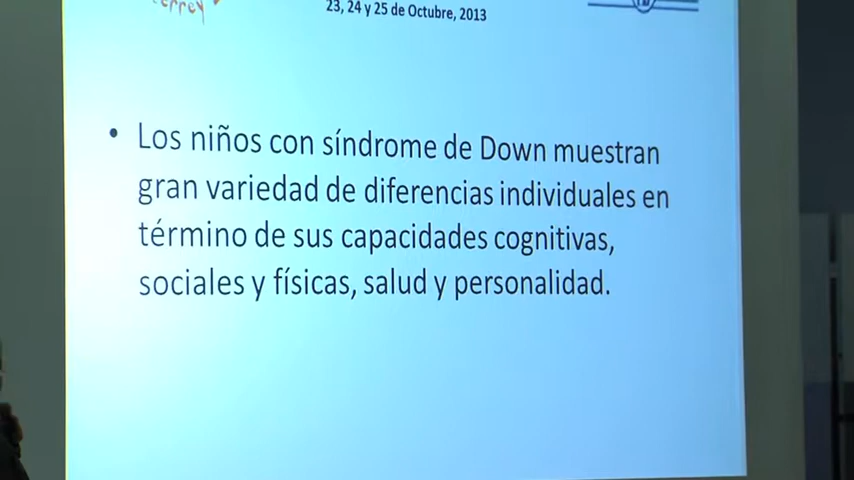 23, 24 y 25 de Octubre, 2013
• Los niños con síndrome de Down muestran
gran variedad de diferencias individuales en
término de sus capacidades cognitivas,
sociales y físicas, salud y personalidad.